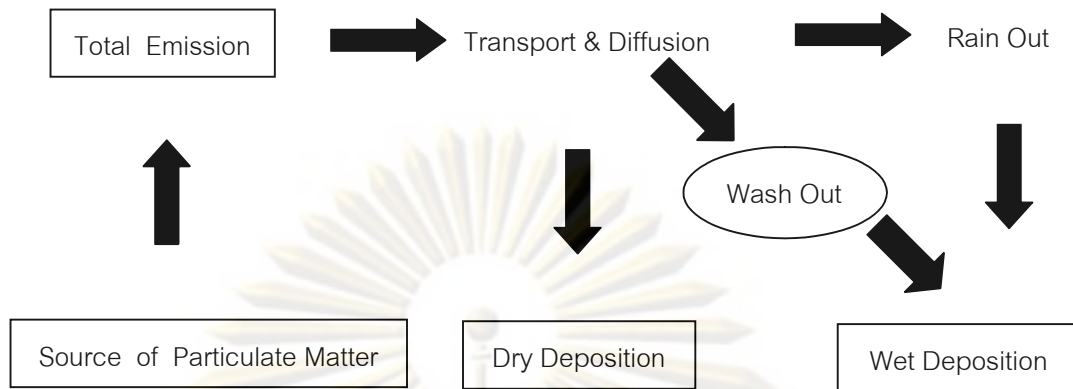 Total Emission
Transport & Diffusion
Rain Out
Wash Out
Source of Particulate Matter
Dry Deposition
Wet Deposition